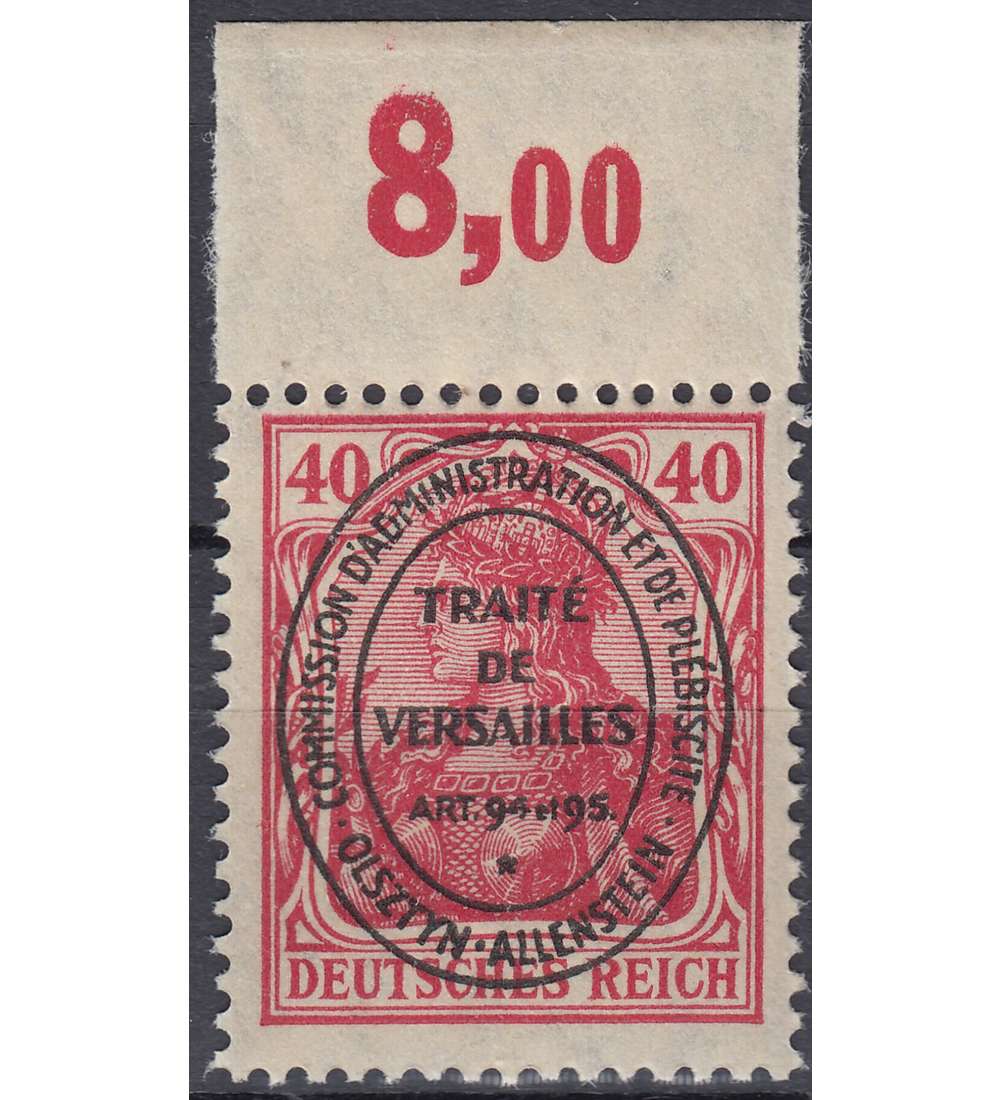 8,00
40 40
COMMISSION D'ADMINISTRATION ET DE PLÉBISCITE · OLSZTYN · ALLENSTEIN ·
TRAITÉ
DE
VERSAILLES
ART. 94 et 95.
*
DEUTSCHES REICH